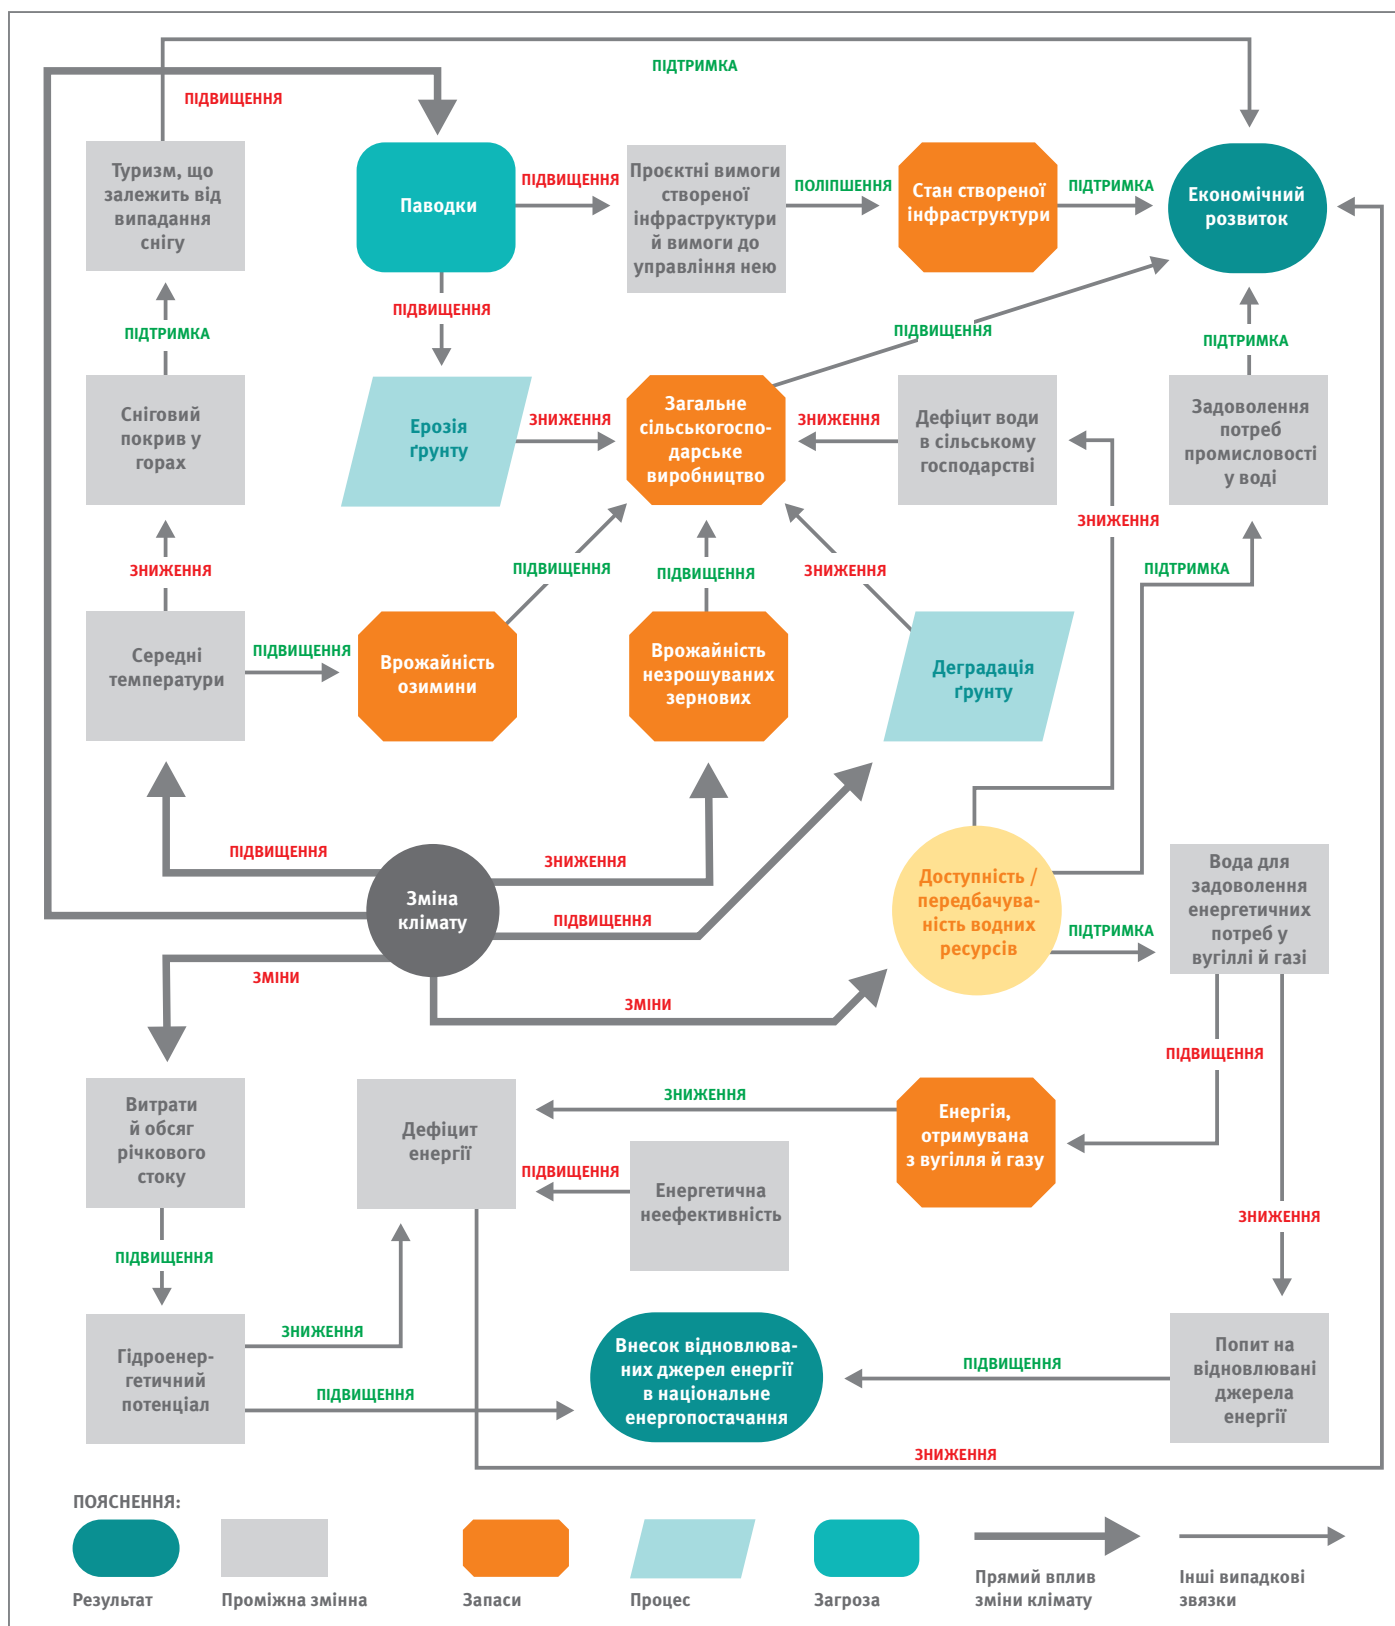 ПІДТРИМКА
ПІДВИЩЕННЯ
Туризм, що
залежить від
випадання
снігу
Паводки
ПІДВИЩЕННЯ
Проєктні вимоги
створеної
інфраструктури
й вимоги до
управління нею
ПОЛІПШЕННЯ
Стан створеної
інфраструктури
ПІДТРИМКА
Економічний
розвиток
ПІДВИЩЕННЯ
ПІДТРИМКА
ПІДВИЩЕННЯ
ПІДТРИМКА
Сніговий
покрив у
горах
Ерозія
ґрунту
ЗНИЖЕННЯ
Загальне
сільськогоспо-
дарське
виробництво
ЗНИЖЕННЯ
Дефіцит води
в сільському
господарстві
Задоволення
потреб
промисловості
у воді
ЗНИЖЕННЯ
ЗНИЖЕННЯ
ПІДВИЩЕННЯ
ПІДВИЩЕННЯ
ЗНИЖЕННЯ
ПІДТРИМКА
Середні
температури
ПІДВИЩЕННЯ
Врожайність
озимини
Врожайність
незрошуваних
зернових
Деградація
ґрунту
ПІДВИЩЕННЯ
ЗНИЖЕННЯ
Зміна
клімату
ПІДВИЩЕННЯ
Доступність /
передбачува-
ність водних
ресурсів
ПІДТРИМКА
Вода для
задоволення
енергетичних
потреб у
вугіллі й газі
ЗМІНИ
ЗМІНИ
ПІДВИЩЕННЯ
Витрати
й обсяг
річкового
стоку
Дефіцит
енергії
ЗНИЖЕННЯ
Енергія,
отримувана
з вугілля й газу
ПІДВИЩЕННЯ
Енергетична
неефективність
ЗНИЖЕННЯ
ПІДВИЩЕННЯ
Гідроенер-
гетичний
потенціал
ЗНИЖЕННЯ
ПІДВИЩЕННЯ
Внесок відновлюва-
них джерел енергії
в національне
енергопостачання
ПІДВИЩЕННЯ
Попит на
відновлювані
джерела
енергії
ЗНИЖЕННЯ
ПОЯСНЕННЯ:
Результат
Проміжна змінна
Запаси
Процес
Загроза
Прямий вплив
зміни клімату
Інші випадкові
звязки